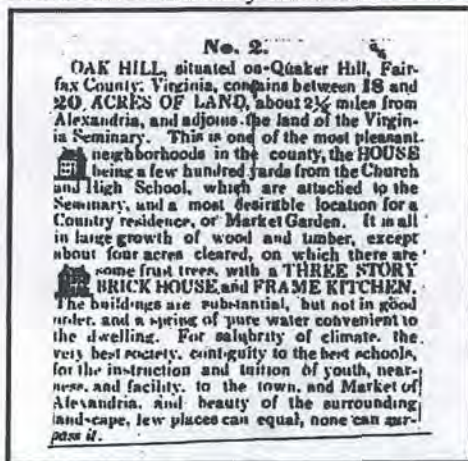 No. 2.
OAK HILL, situated on Quaker Hill, Fair-
fax County, Virginia, contains between 18 and
20 ACRES OF LAND, about 2½ miles from
Alexandria, and adjoins the land of the Virgin-
ia Seminary. This is one of the most pleasant
neighborhoods in the county, the HOUSE
being a few hundred yards from the Church
and High School, which are attached to the
Seminary, and a most desirable location for a
Country residence, or Market Garden. It is all
in large growth of wood and timber, except
about four acres cleared, on which there are
some fruit trees, with a THREE STORY
BRICK HOUSE, and FRAME KITCHEN.
The buildings are substantial, but not in good
order, and a spring of pure water convenient to
the dwelling. For salubrity of climate, the
very best society, contiguity to the best schools,
for the instruction and tuition of youth, near-
ness, and facility, to the town, and Market of
Alexandria, and beauty of the surrounding
landscape, few places can equal, none can sur-
pass it.